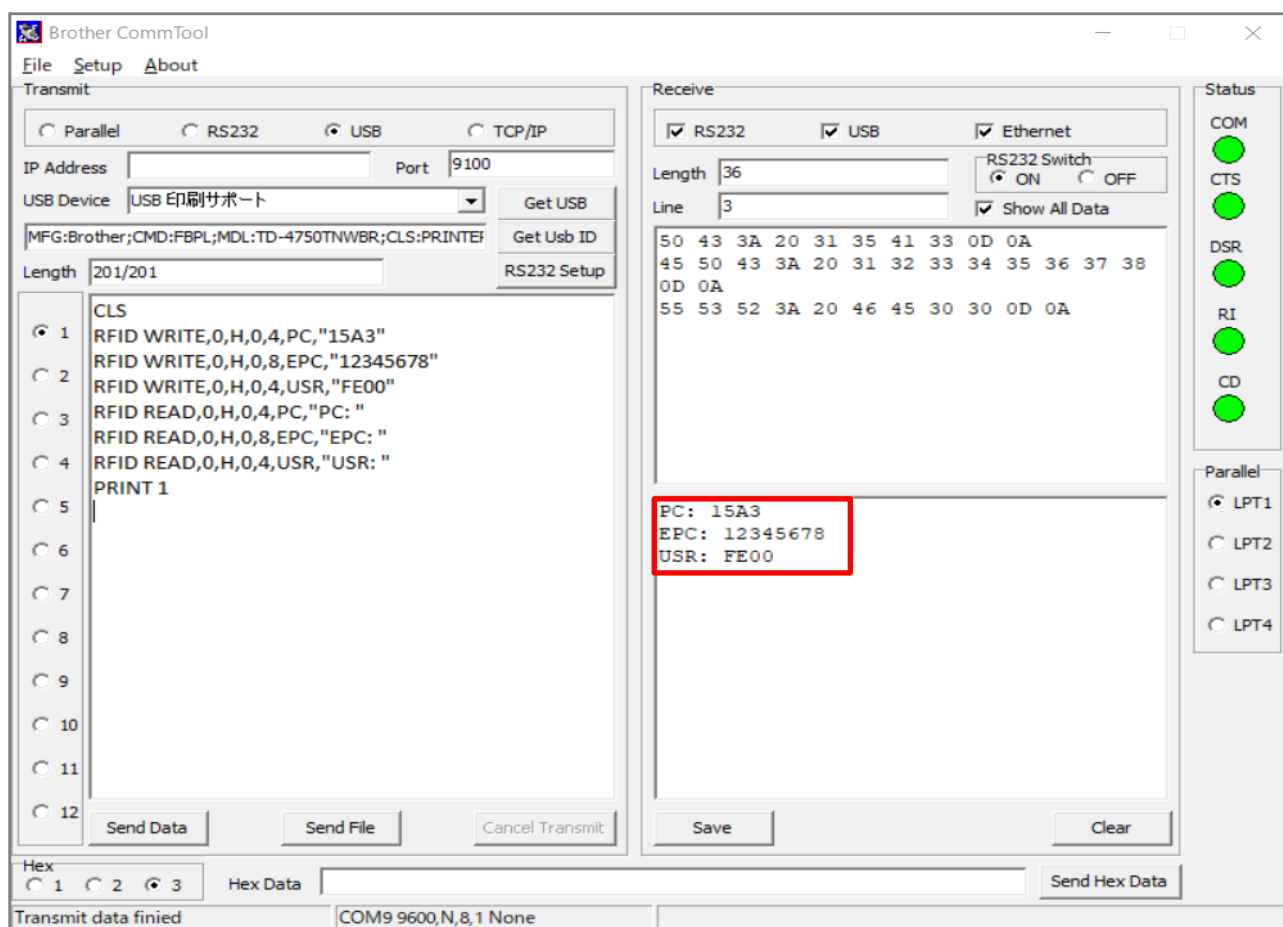 Brother CommTool
File Setup About
Transmit
Parallel RS232 USB TCP/IP
IP Address Port 9100
USB Device USB 印刷サポート Get USB
MFG:Brother;CMD:FBPL;MDL:TD-4750TNWBR;CLS:PRINTER Get Usb ID
Length 201/201 RS232 Setup
1
2
3
4
5
6
7
8
9
10
11
12
CLS
RFID WRITE,0,H,0,4,PC,"15A3"
RFID WRITE,0,H,0,8,EPC,"12345678"
RFID WRITE,0,H,0,4,USR,"FE00"
RFID READ,0,H,0,4,PC,"PC: "
RFID READ,0,H,0,8,EPC,"EPC: "
RFID READ,0,H,0,4,USR,"USR: "
PRINT 1
Send Data Send File Cancel Transmit
Receive
RS232 USB Ethernet
Length 36
RS232 Switch
ON OFF
Line 3 Show All Data
50 43 3A 20 31 35 41 33 0D 0A
45 50 43 3A 20 31 32 33 34 35 36 37 38
0D 0A
55 53 52 3A 20 46 45 30 30 0D 0A
PC: 15A3
EPC: 12345678
USR: FE00
Save Clear
Status
COM
CTS
DSR
RI
CD
Parallel
LPT1
LPT2
LPT3
LPT4
Hex
1 2 3 Hex Data Send Hex Data
Transmit data finied COM9 9600,N,8,1 None